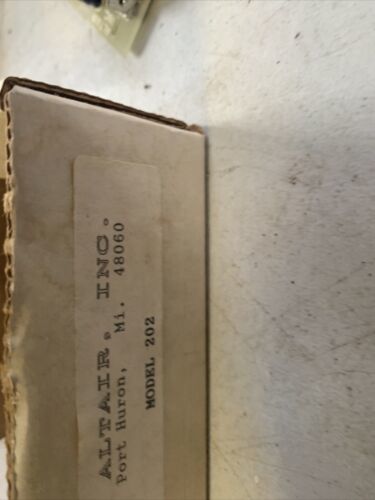 ALTAIR, INC.
Port Huron, Mi. 48060
MODEL 202